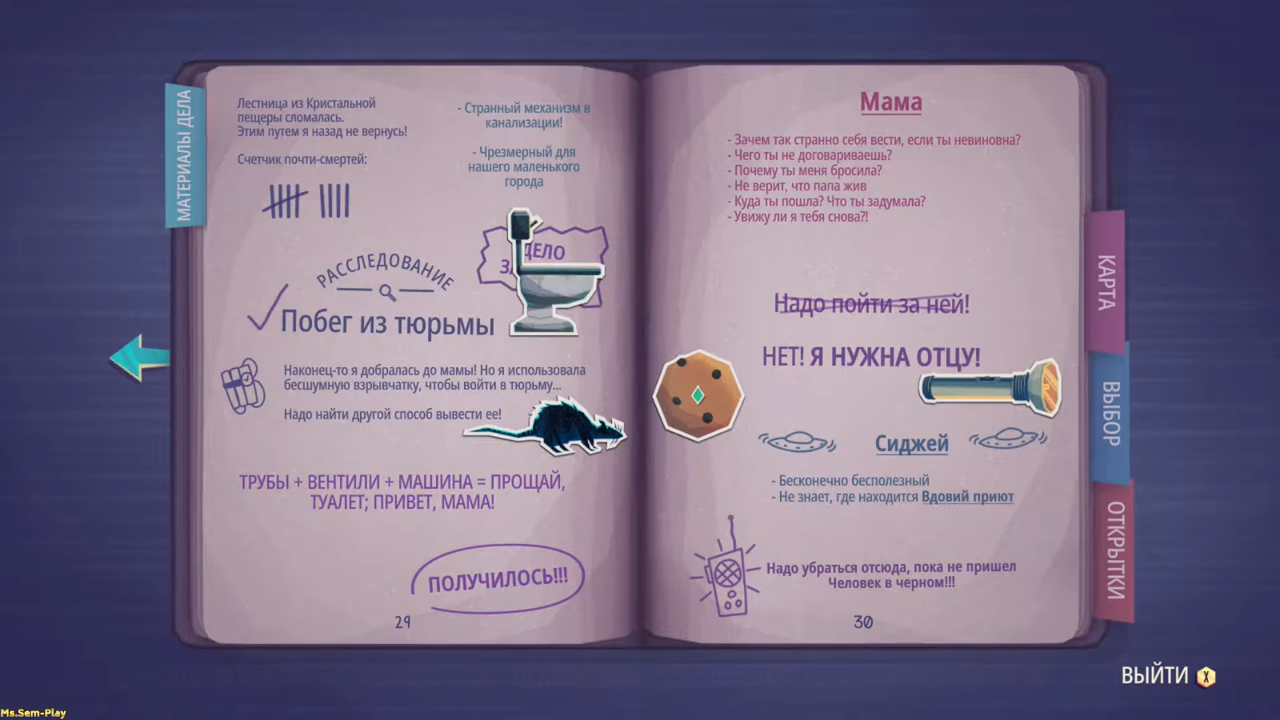 МАТЕРИАЛЫ ДЕЛА
Лестница из Кристальной
пещеры сломалась.
Этим путем я назад не вернусь!
Счетчик почти-смертей:
- Странный механизм в
канализации!
- Чрезмерный для
нашего маленького
города
ДЕЛО
РАССЛЕДОВАНИЕ
Побег из тюрьмы
Наконец-то я добралась до мамы! Но я использовала
бесшумную взрывчатку, чтобы войти в тюрьму...
Надо найти другой способ вывести ее!
ТРУБЫ + ВЕНТИЛИ + МАШИНА = ПРОЩАЙ,
ТУАЛЕТ; ПРИВЕТ, МАМА!
ПОЛУЧИЛОСЬ!!!
29
Мама
- Зачем так странно себя вести, если ты невиновна?
- Чего ты не договариваешь?
- Почему ты меня бросила?
- Не верит, что папа жив
- Куда ты пошла? Что ты задумала?
- Увижу ли я тебя снова?!
Надо пойти за ней!
НЕТ! Я НУЖНА ОТЦУ!
Сиджей
- Бесконечно бесполезный
- Не знает, где находится Вдовий приют
Надо убраться отсюда, пока не пришел
Человек в черном!!!
30
КАРТА
ВЫБОР
ОТКРЫТКИ
ВЫЙТИ X
Ms.Sem-Play